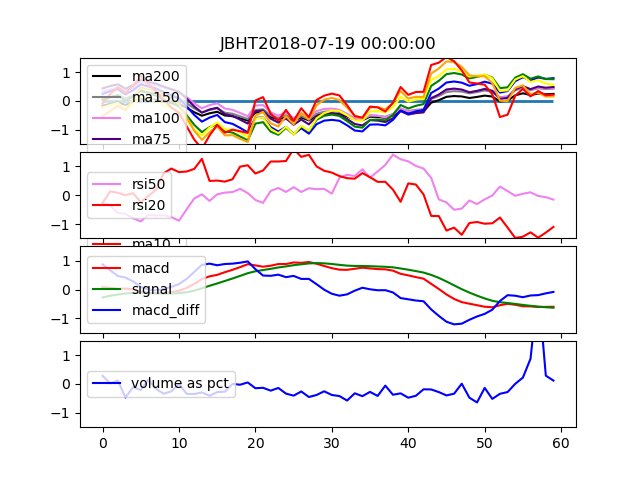 JBHT2018-07-19 00:00:00
1
0
−1
ma200
ma150
ma100
ma75
1
0
−1
rsi50
rsi20
ma10
1
0
−1
macd
signal
macd_diff
1
0
−1
volume as pct
0 10 20 30 40 50 60